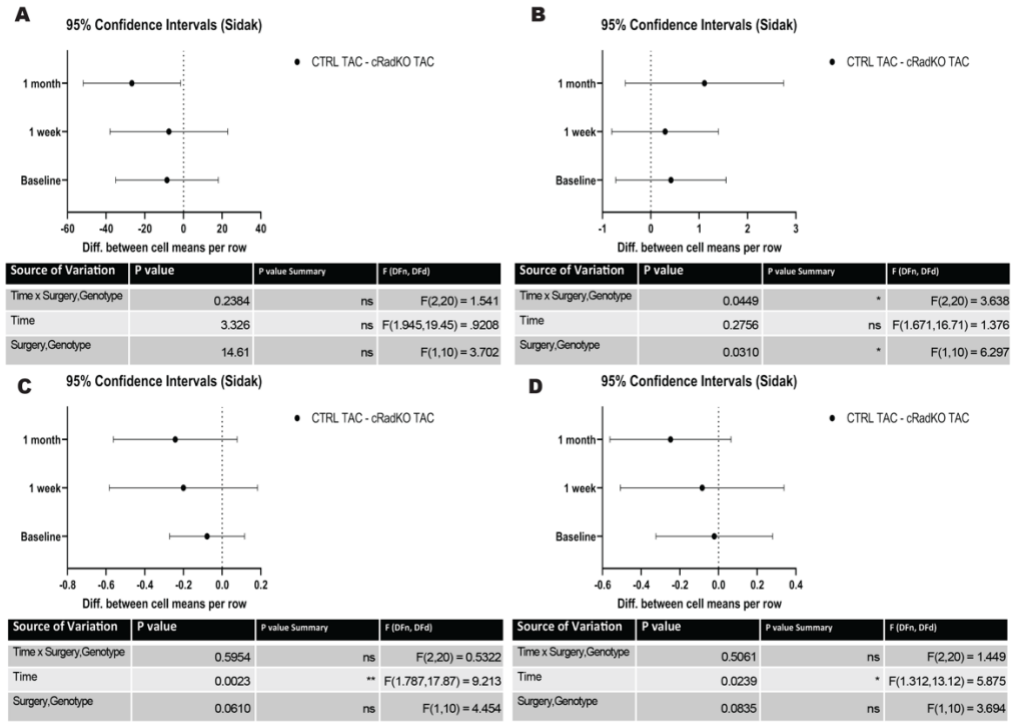 A
95% Confidence Intervals (Sidak)
CTRL TAC - cRadKO TAC
1 month
1 week
Baseline
-60 -40 -20 0 20 40
Diff. between cell means per row
Source of Variation P value P value Summary F (DFn, DFd)
Time x Surgery,Genotype 0.2384 ns F(2,20) = 1.541
Time 3.326 ns F(1.945,19.45) = .9208
Surgery,Genotype 14.61 ns F(1,10) = 3.702
B
95% Confidence Intervals (Sidak)
CTRL TAC - cRadKO TAC
1 month
1 week
Baseline
-1 0 1 2 3
Diff. between cell means per row
Source of Variation P value P value Summary F (DFn, DFd)
Time x Surgery,Genotype 0.0449 * F(2,20) = 3.638
Time 0.2756 ns F(1.671,16.71) = 1.376
Surgery,Genotype 0.0310 * F(1,10) = 6.297
C
95% Confidence Intervals (Sidak)
CTRL TAC - cRadKO TAC
1 month
1 week
Baseline
-0.8 -0.6 -0.4 -0.2 0.0 0.2
Diff. between cell means per row
Source of Variation P value P value Summary F (DFn, DFd)
Time x Surgery,Genotype 0.5954 ns F(2,20) = 0.5322
Time 0.0023 ** F(1.787,17.87) = 9.213
Surgery,Genotype 0.0610 ns F(1,10) = 4.454
D
95% Confidence Intervals (Sidak)
CTRL TAC - cRadKO TAC
1 month
1 week
Baseline
-0.6 -0.4 -0.2 0.0 0.2 0.4
Diff. between cell means per row
Source of Variation P value P value Summary F (DFn, DFd)
Time x Surgery,Genotype 0.5061 ns F(2,20) = 1.449
Time 0.0239 * F(1.312,13.12) = 5.875
Surgery,Genotype 0.0835 ns F(1,10) = 3.694